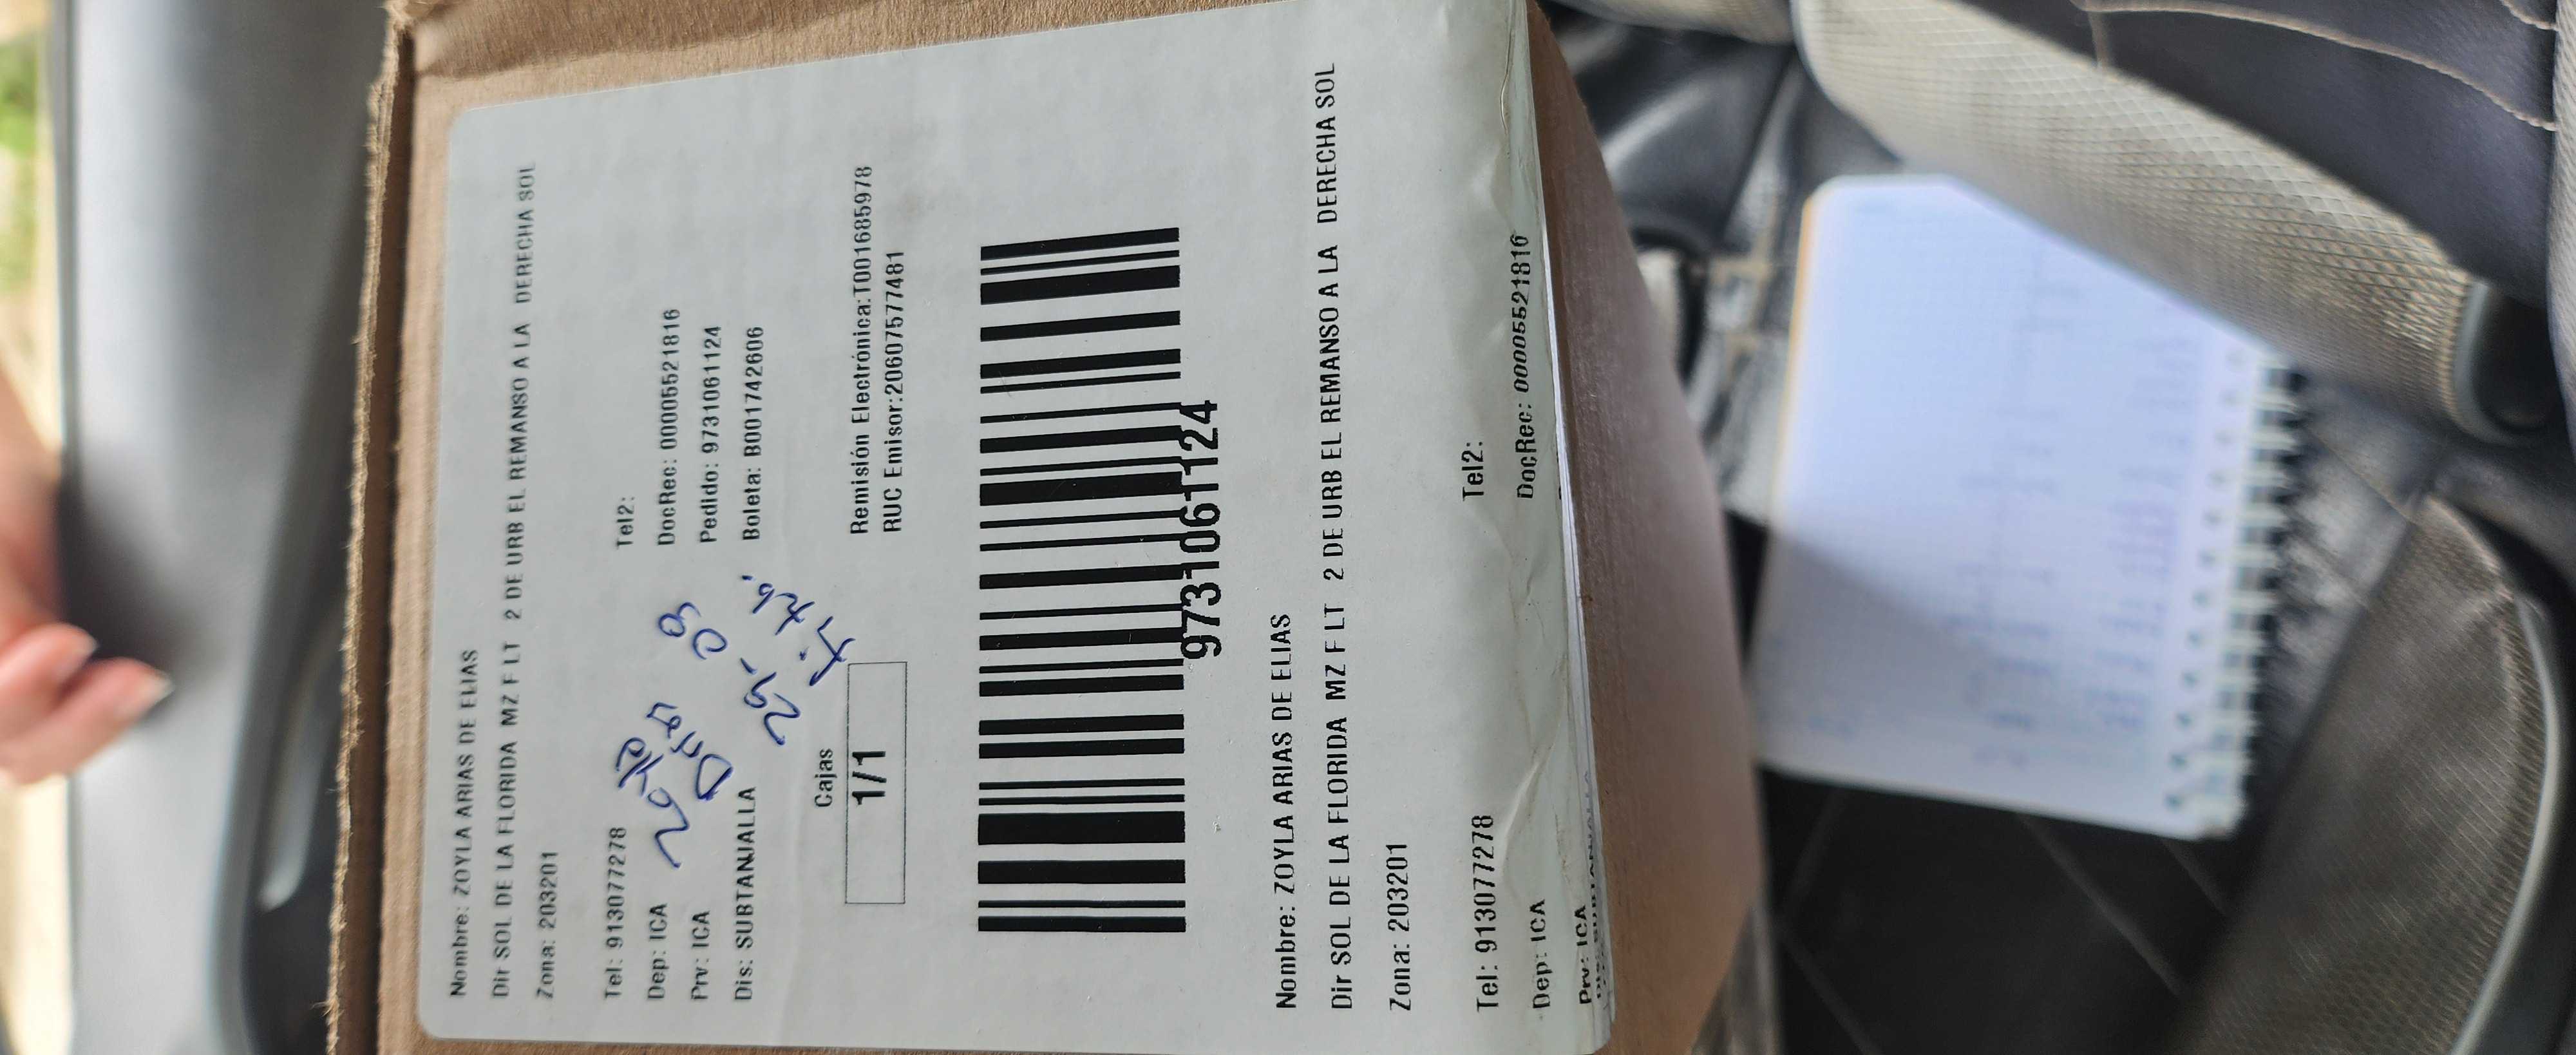 Nombre: ZOYLA ARIAS DE ELIAS
Dir SOL DE LA FLORIDA MZ F LT 2 DE URB EL REMANSO A LA DERECHA SOL
Zona: 203201
Tel: 913077278 Tel2:
Dep: ICA DocRec: 00005521816
Prv: ICA Pedido: 9731061124
Dis: SUBTANJALLA Boleta: B001742606
Cajas
1/1
Remisión Electrónica:T001685978
RUC Emisor:20607577481
9731061124
Nombre: ZOYLA ARIAS DE ELIAS
Dir SOL DE LA FLORIDA MZ F LT 2 DE URB EL REMANSO A LA DERECHA SOL
Zona: 203201
Tel: 913077278 Tel2:
Dep: ICA DocRec: 00005521816
Prv: ICA